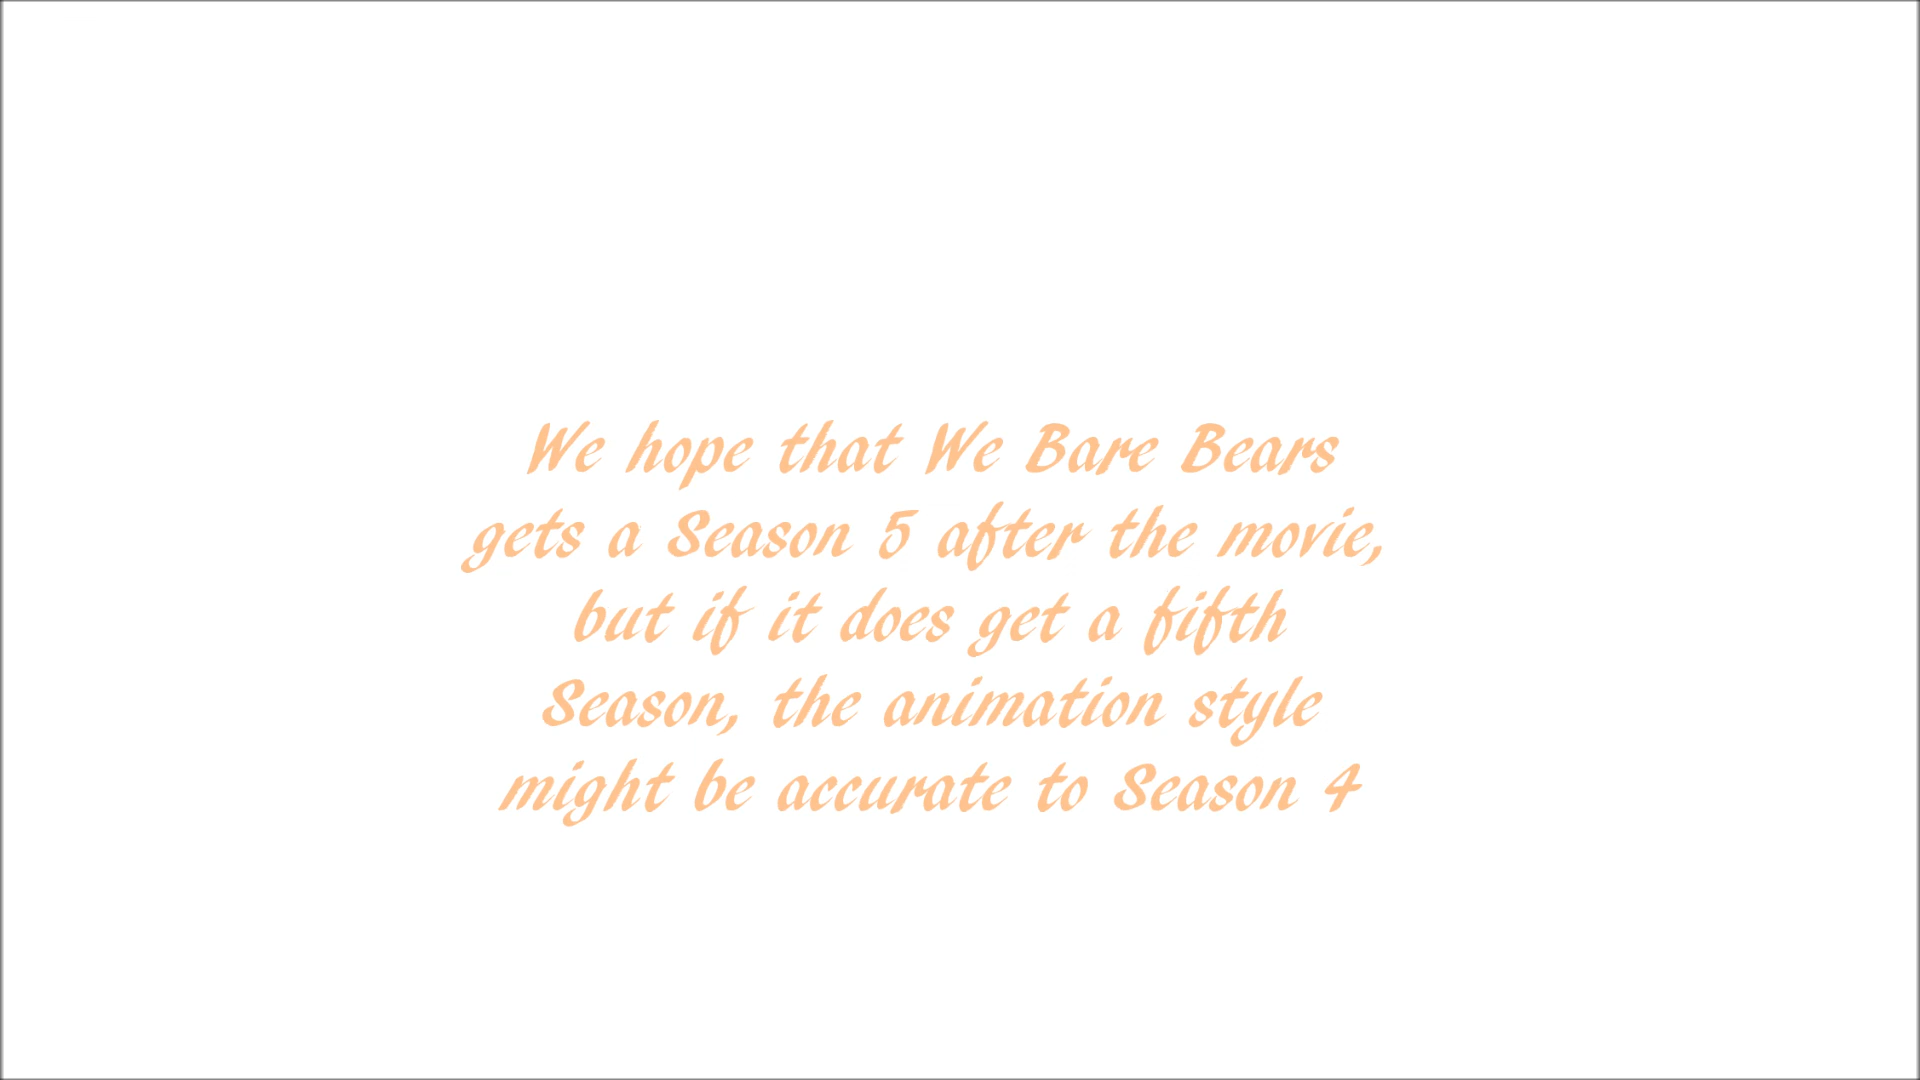 We hope that We Bare Bears
gets a Season 5 after the movie,
but if it does get a fifth
Season, the animation style
might be accurate to Season 4